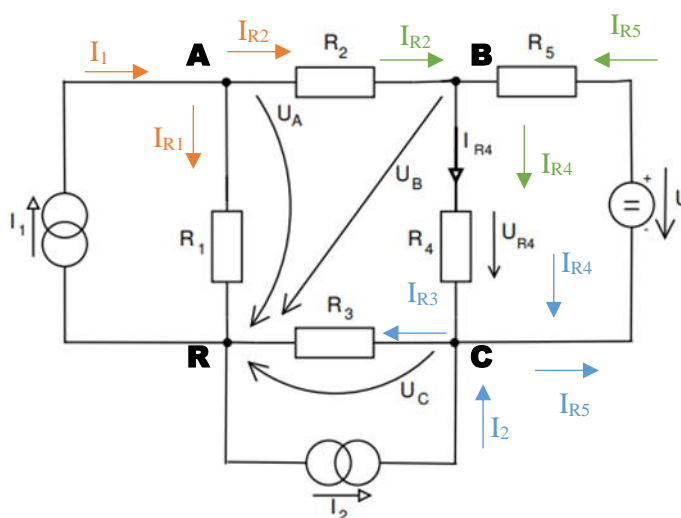 I1
A
IR2
R2
IR2
B
R5
IR5
IR1
UA
IR4
IR4
UB
+
U
I1
R1
R4
UR4
=
-
IR3
IR4
R3
R
C
UC
IR5
I2
I2